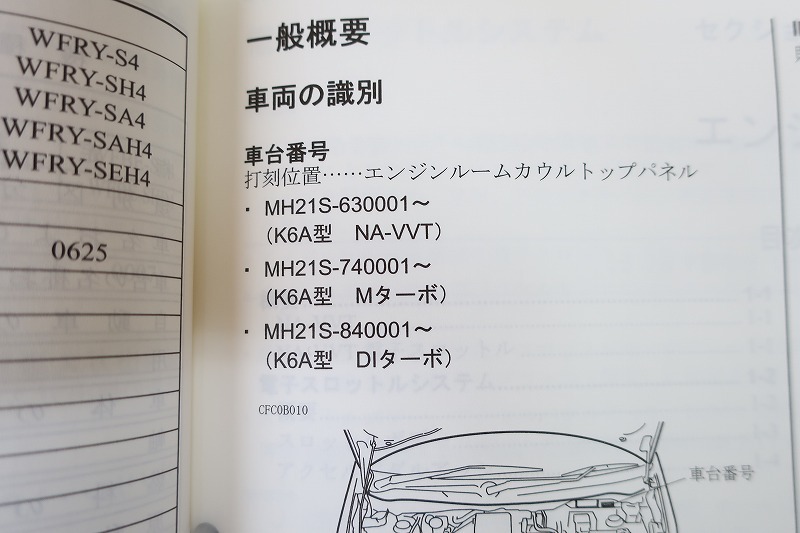 WFRY-S4
WFRY-SH4
WFRY-SA4
WFRY-SAH4
WFRY-SEH4
0625
一般概要
車両の識別
車台番号
打刻位置……エンジンルームカウルトップパネル
・ MH21S-630001～
（K6A型　NA-VVT）
・ MH21S-740001～
（K6A型　Mターボ）
・ MH21S-840001～
（K6A型　DIターボ）
CFC0B010
車台番号